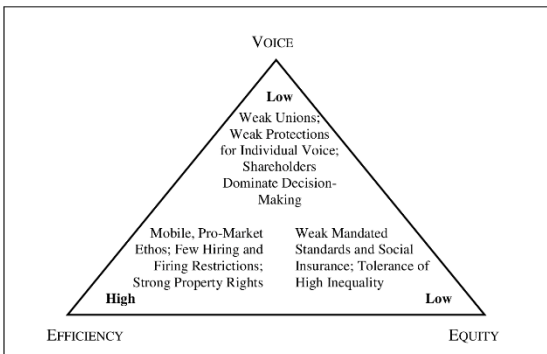 VOICE
Low
Weak Unions;
Weak Protections
for Individual Voice;
Shareholders
Dominate Decision-
Making
Mobile, Pro-Market
Ethos; Few Hiring and
Firing Restrictions;
Strong Property Rights
High
Weak Mandated
Standards and Social
Insurance; Tolerance of
High Inequality
Low
EFFICIENCY
EQUITY